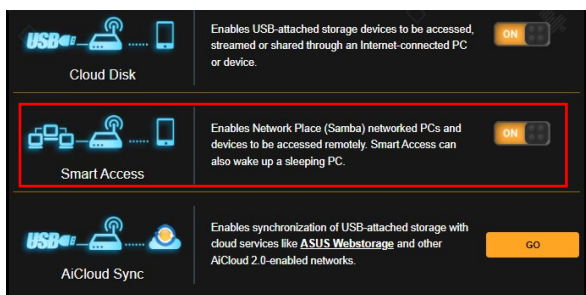 USB
Cloud Disk
Enables USB-attached storage devices to be accessed,
streamed or shared through an Internet-connected PC
or device.
ON
Smart Access
Enables Network Place (Samba) networked PCs and
devices to be accessed remotely. Smart Access can
also wake up a sleeping PC.
ON
USB
AiCloud Sync
Enables synchronization of USB-attached storage with
cloud services like ASUS Webstorage and other
AiCloud 2.0-enabled networks.
GO